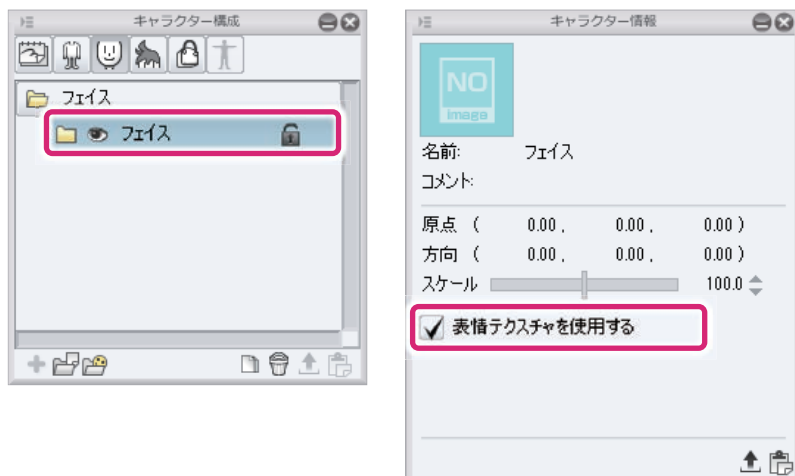 キャラクター構成
フェイス
フェイス
キャラクター情報
NO
image
名前: フェイス
コメント:
原点 ( 0.00 , 0.00 , 0.00 )
方向 ( 0.00 , 0.00 , 0.00 )
スケール 100.0
表情テクスチャを使用する